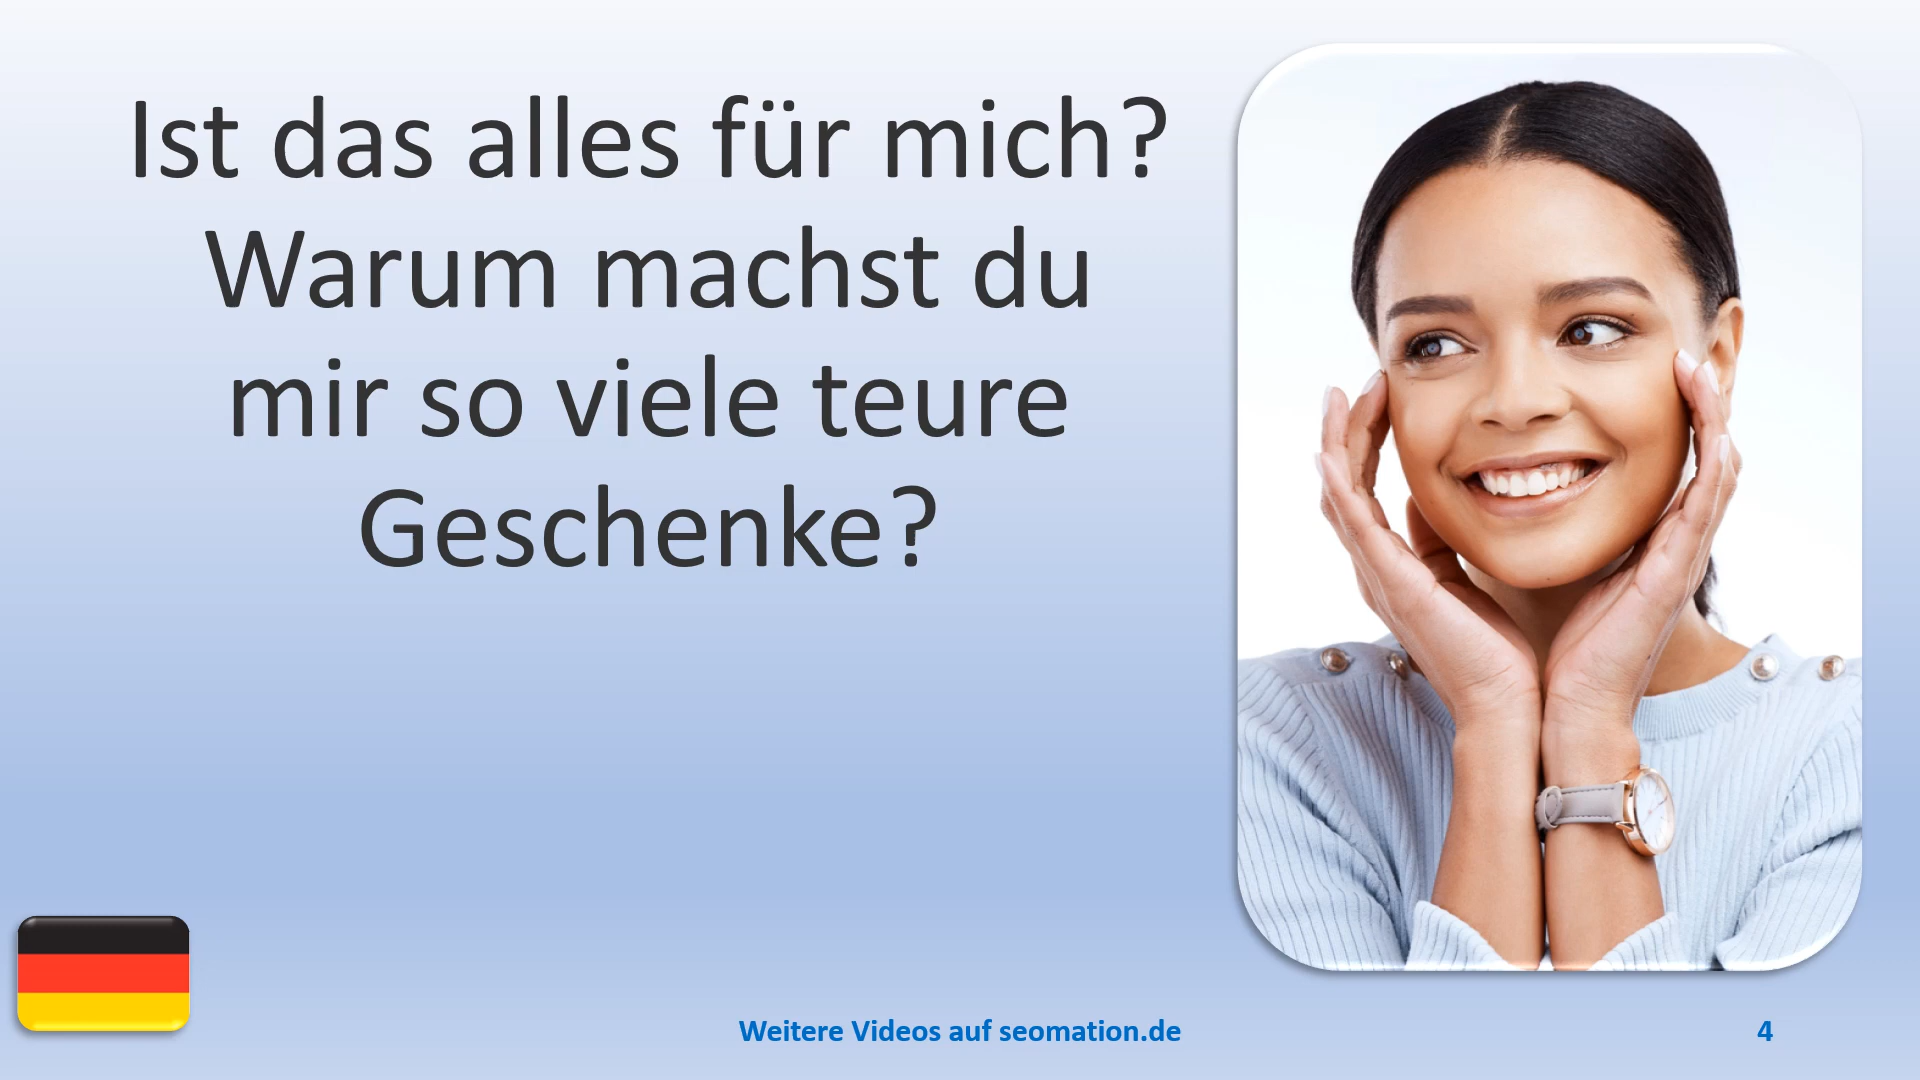 Ist das alles für mich?
Warum machst du
mir so viele teure
Geschenke?
Weitere Videos auf seomation.de
4